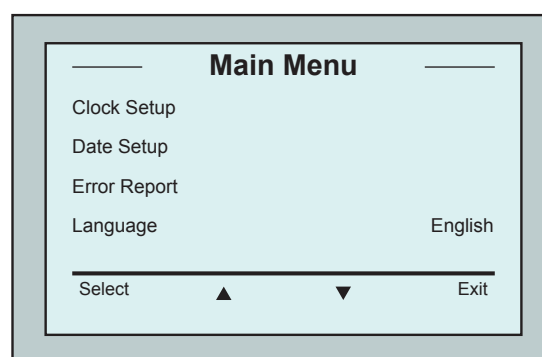 Main Menu
Clock Setup
Date Setup
Error Report
Language English
Select ▲ ▼ Exit